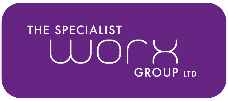 THE SPECIALIST
worx
GROUP LTD